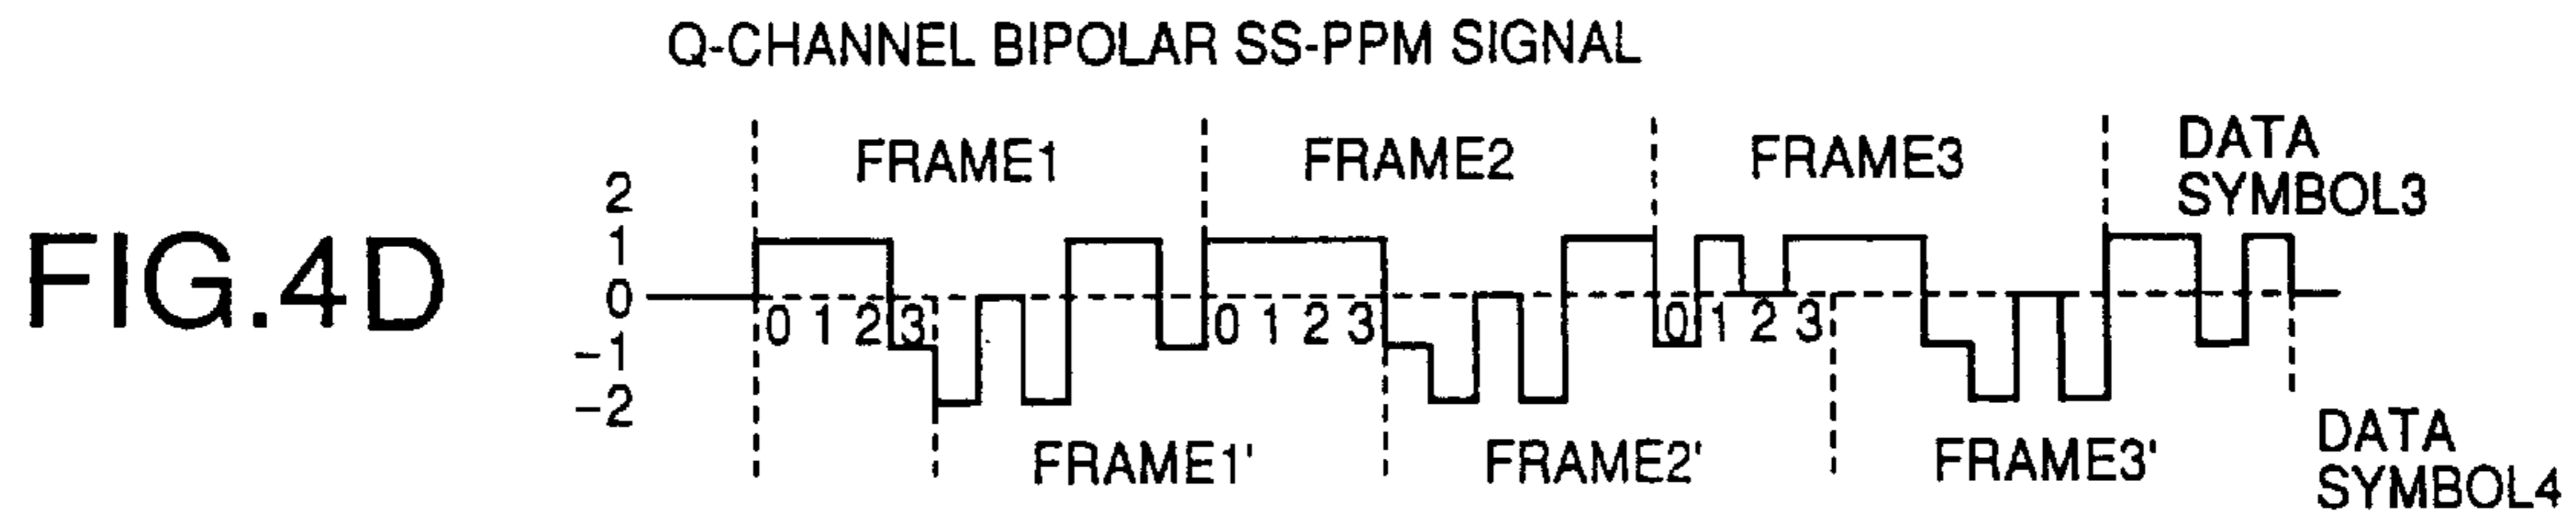 Q-CHANNEL BIPOLAR SS-PPM SIGNAL
FIG.4D
FRAME1
FRAME2
FRAME3
DATA
SYMBOL3
2
1
0
-1
-2
0 1 2 3
0 1 2 3
0 1 2 3
FRAME1'
FRAME2'
FRAME3'
DATA
SYMBOL4